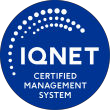 IQNET
CERTIFIED
MANAGEMENT
SYSTEM